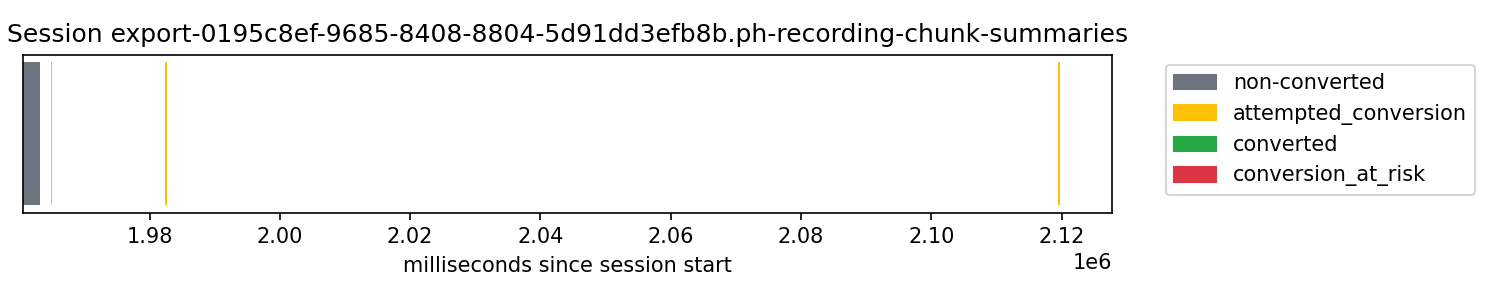 Session export-0195c8ef-9685-8408-8804-5d91dd3efb8b.ph-recording-chunk-summaries
non-converted
attempted_conversion
converted
conversion_at_risk
1.98 2.00 2.02 2.04 2.06 2.08 2.10 2.12
1e6
milliseconds since session start